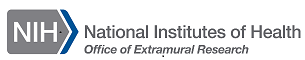 NIH National Institutes of Health
Office of Extramural Research